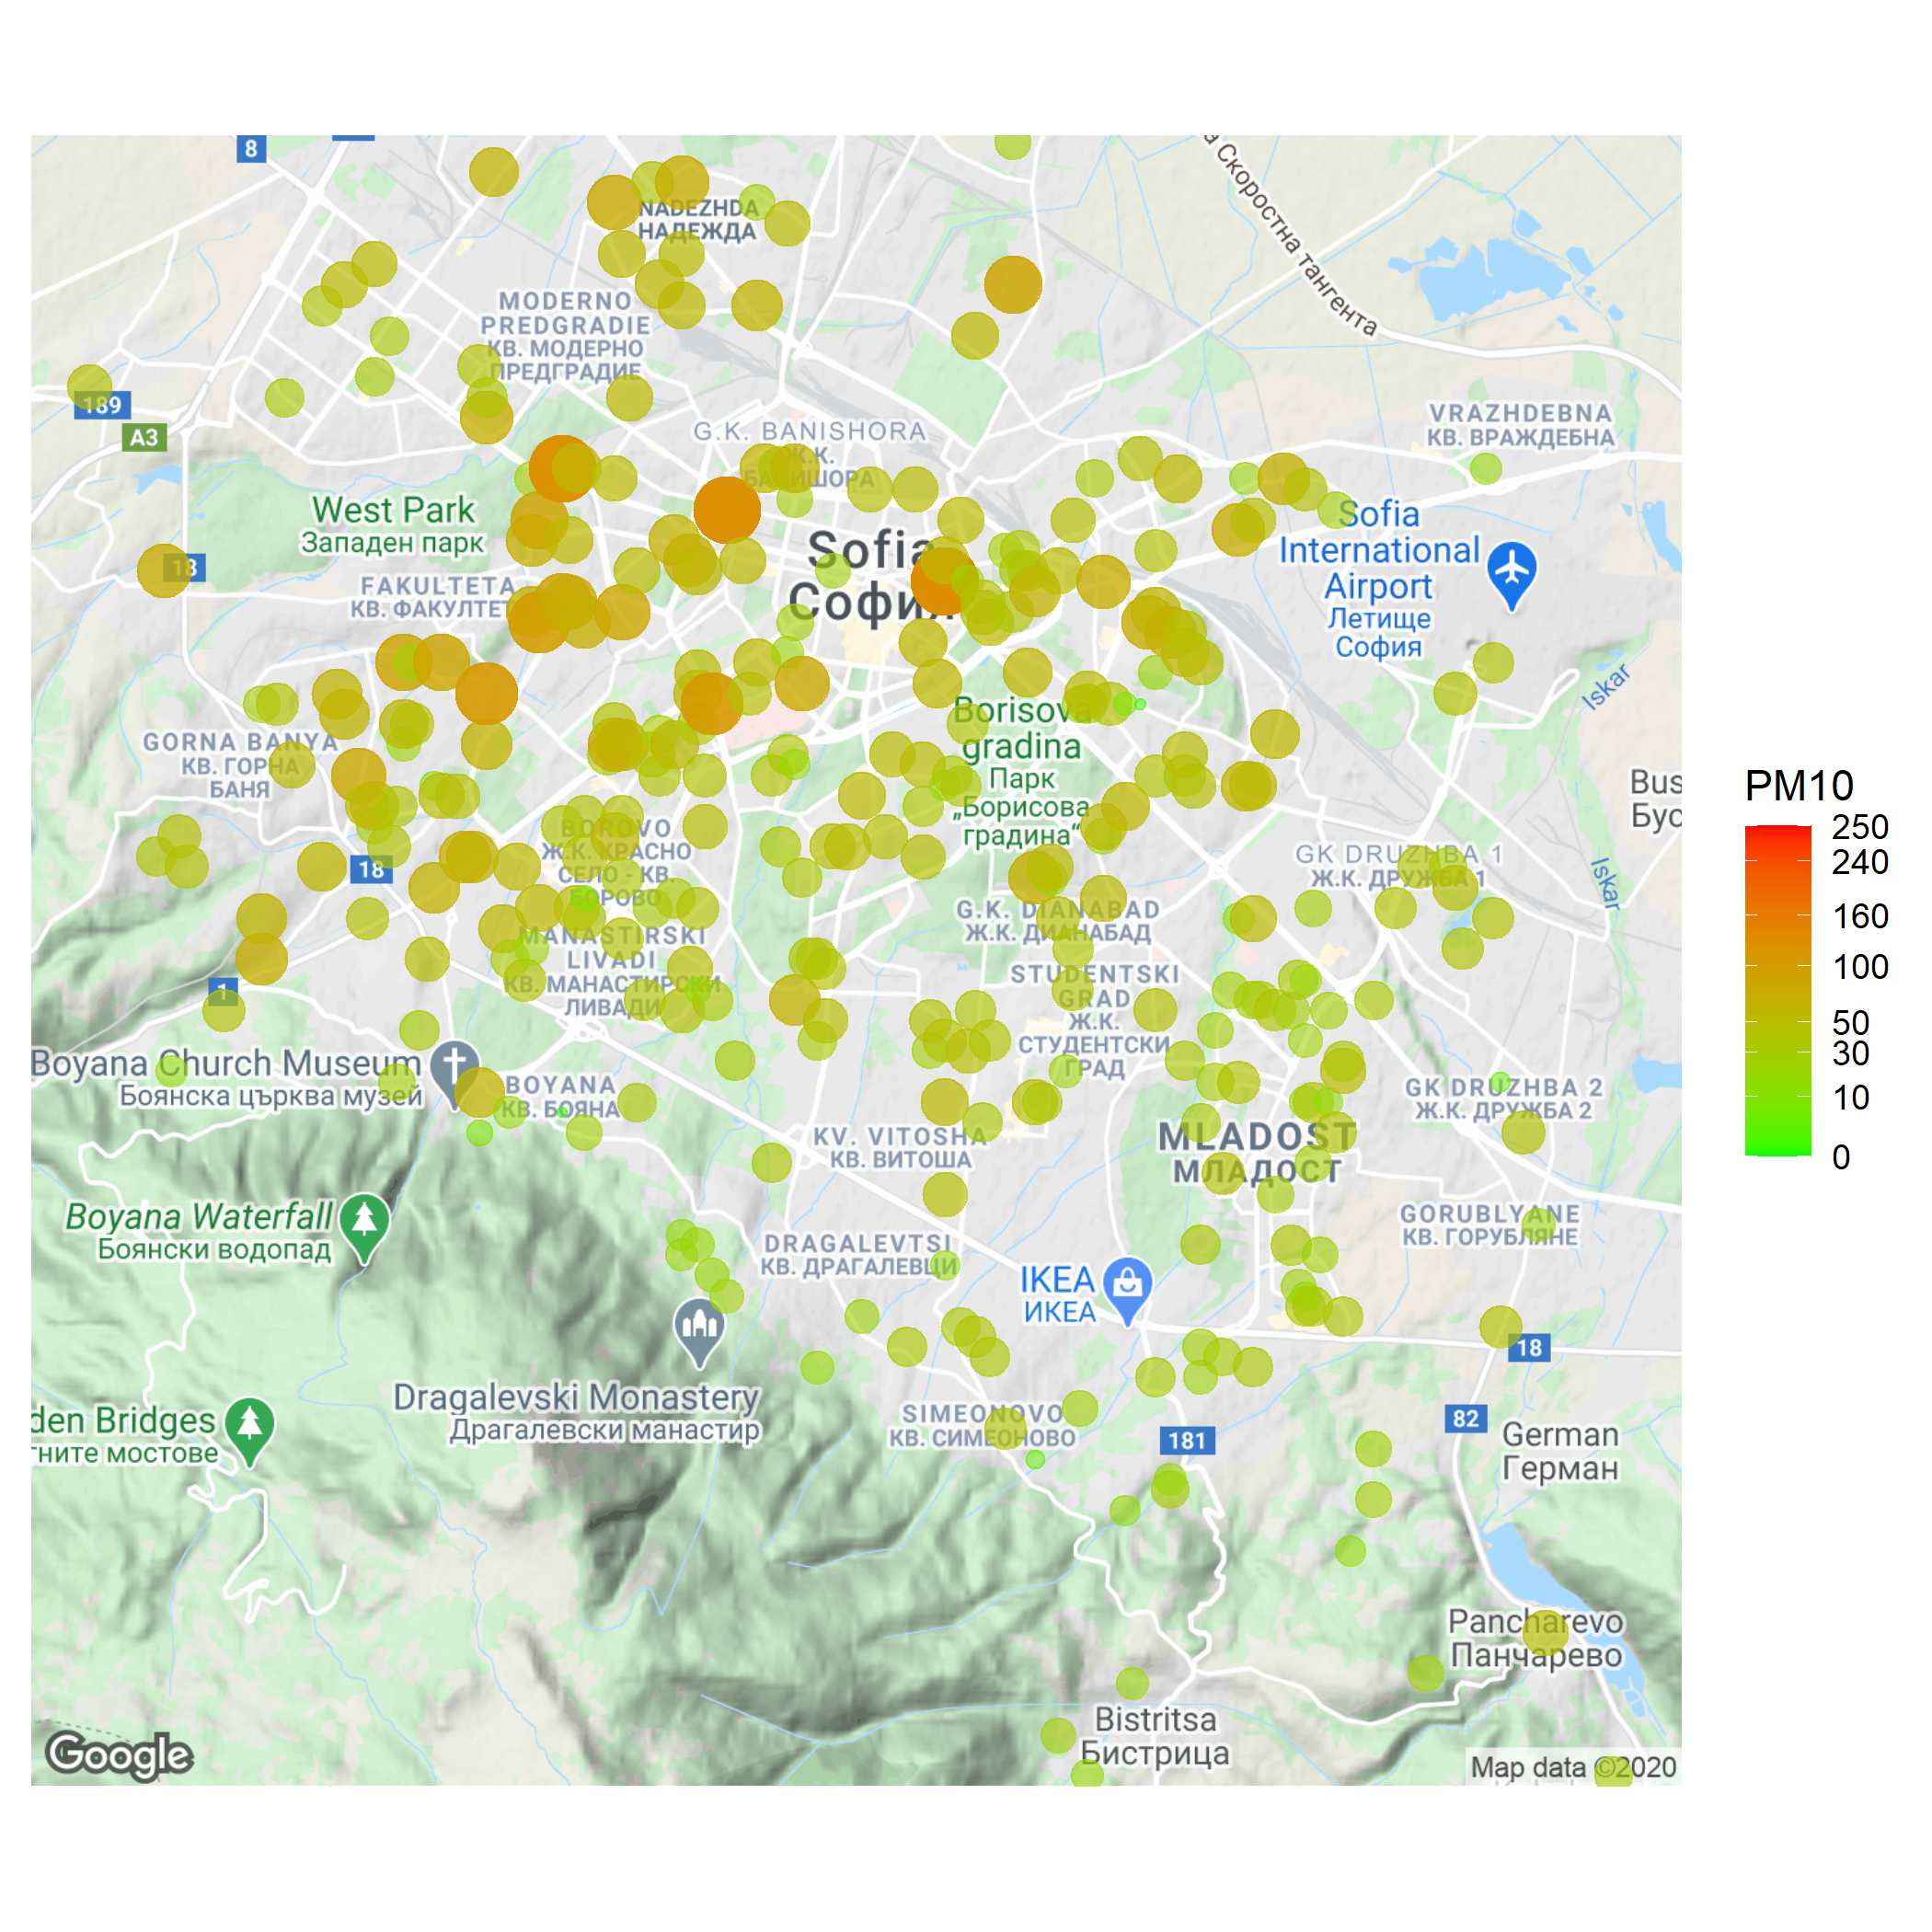 8
а Скоростна тангента
NADEZHDA
НАДЕЖДА
MODERNO
PREDGRADIE
КВ. МОДЕРНО
ПРЕДГРАДИЕ
189
A3
G.K. BANISHORA
Ж.К.
БАНИШОРА
VRAZHDEBNA
КВ. ВРАЖДЕБНА
West Park
Западен парк
18
FAKULTETA
КВ. ФАКУЛТЕТ
Sofia
София
Sofia
International
Airport
Летище
София
Iskar
Borisova
gradina
Парк
„Борисова
градина“
GORNA BANYA
КВ. ГОРНА
БАНЯ
Bus
Бус
BOROVO
Ж.К. КРАСНО
СЕЛО - КВ.
БОРОВО
18
GK DRUZHBA 1
Ж.К. ДРУЖБА 1
Iskar
G.K. DIANABAD
Ж.К. ДИАНАБАД
MANASTIRSKI
LIVADI
КВ. МАНАСТИРСКИ
ЛИВАДИ
STUDENTSKI
GRAD
Ж.К.
СТУДЕНТСКИ
ГРАД
1
Boyana Church Museum
Боянска църква музей
BOYANA
КВ. БОЯНА
GK DRUZHBA 2
Ж.К. ДРУЖБА 2
KV. VITOSHA
КВ. ВИТОША
MLADOST
МЛАДОСТ
Boyana Waterfall
Боянски водопад
GORUBLYANE
КВ. ГОРУБЛЯНЕ
DRAGALEVTSI
КВ. ДРАГАЛЕВЦИ
IKEA
ИКЕА
18
Dragalevski Monastery
Драгалевски манастир
den Bridges
тните мостове
SIMEONOVO
КВ. СИМЕОНОВО
181
82
German
Герман
Pancharevo
Панчарево
Bistritsa
Бистрица
Google
Map data ©2020
PM10
250
240
160
100
50
30
10
0